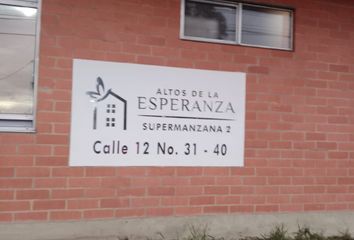 ALTOS DE LA
ESPERANZA
SUPERMANZANA 2
Calle 12 No. 31 - 40